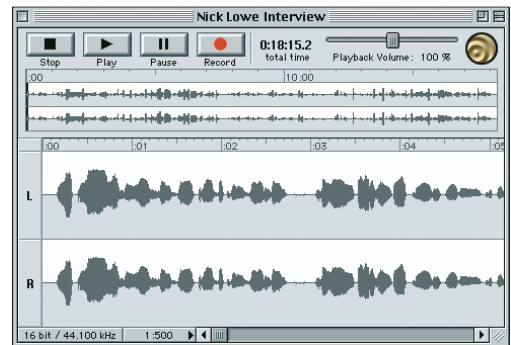 Nick Lowe Interview
Stop Play Pause Record
0:18:15.2
total time
Playback Volume: 100 %
:00 10:00
:00 :01 :02 :03 :04 :05
L
R
16 bit / 44.100 kHz 1:500